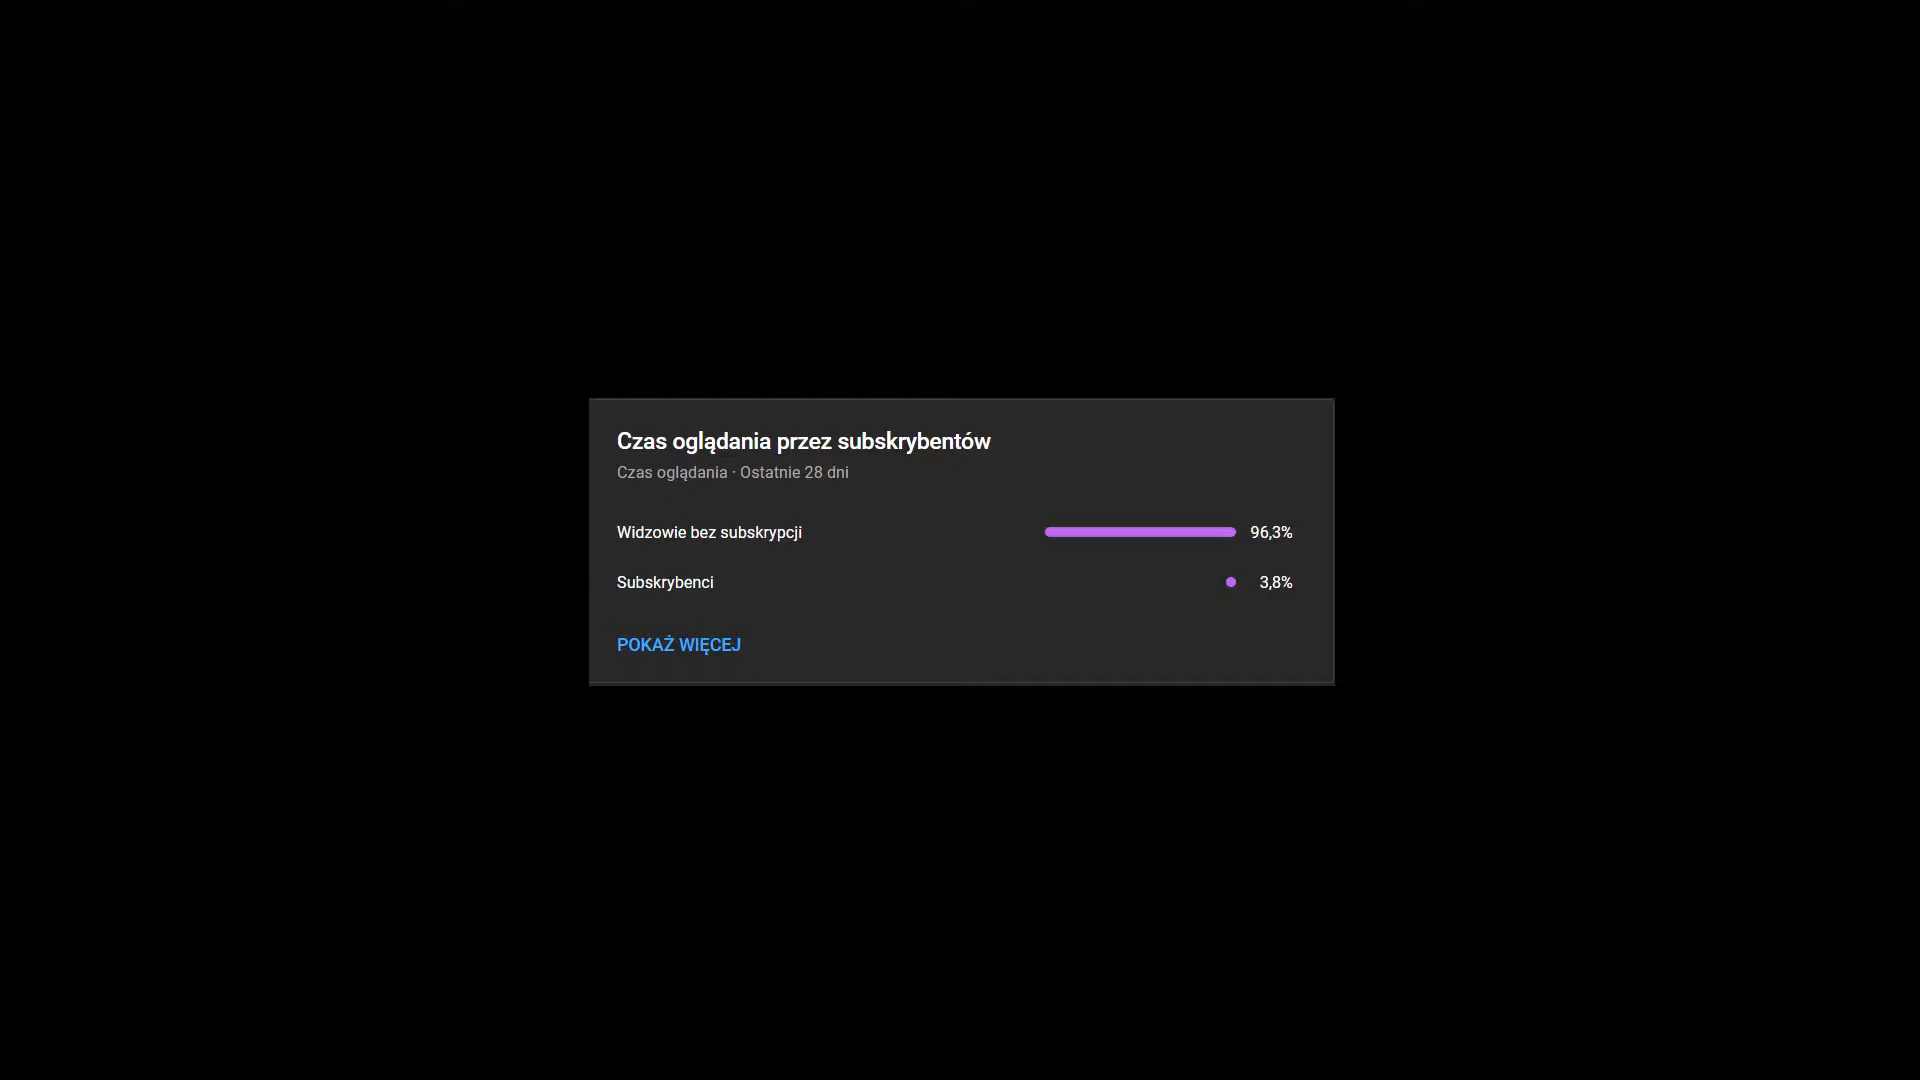 Czas oglądania przez subskrybentów
Czas oglądania · Ostatnie 28 dni
Widzowie bez subskrypcji 96,3%
Subskrybenci 3,8%
POKAŻ WIĘCEJ